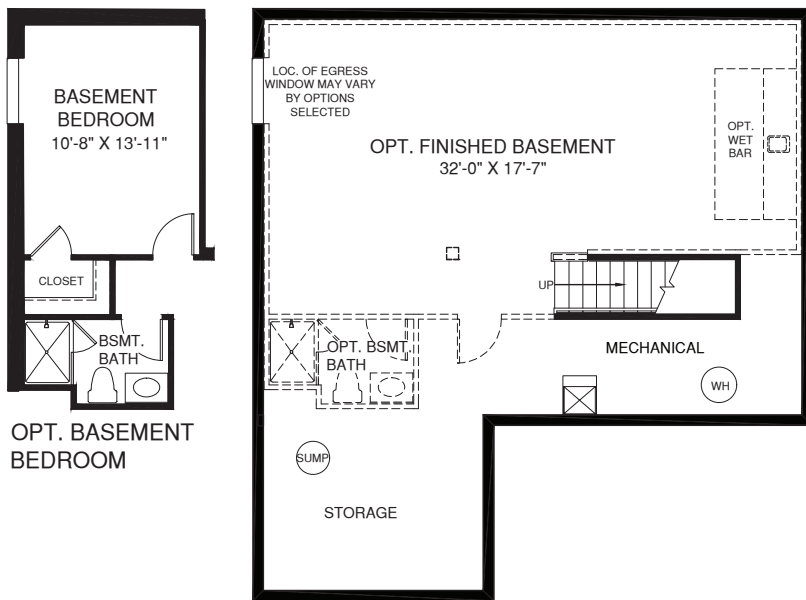 BASEMENT
BEDROOM
10'-8" X 13'-11"
CLOSET
BSMT.
BATH
OPT. BASEMENT
BEDROOM
LOC. OF EGRESS
WINDOW MAY VARY
BY OPTIONS
SELECTED
OPT. FINISHED BASEMENT
32'-0" X 17'-7"
OPT.
WET
BAR
UP
OPT. BSMT.
BATH
MECHANICAL
WH
SUMP
STORAGE